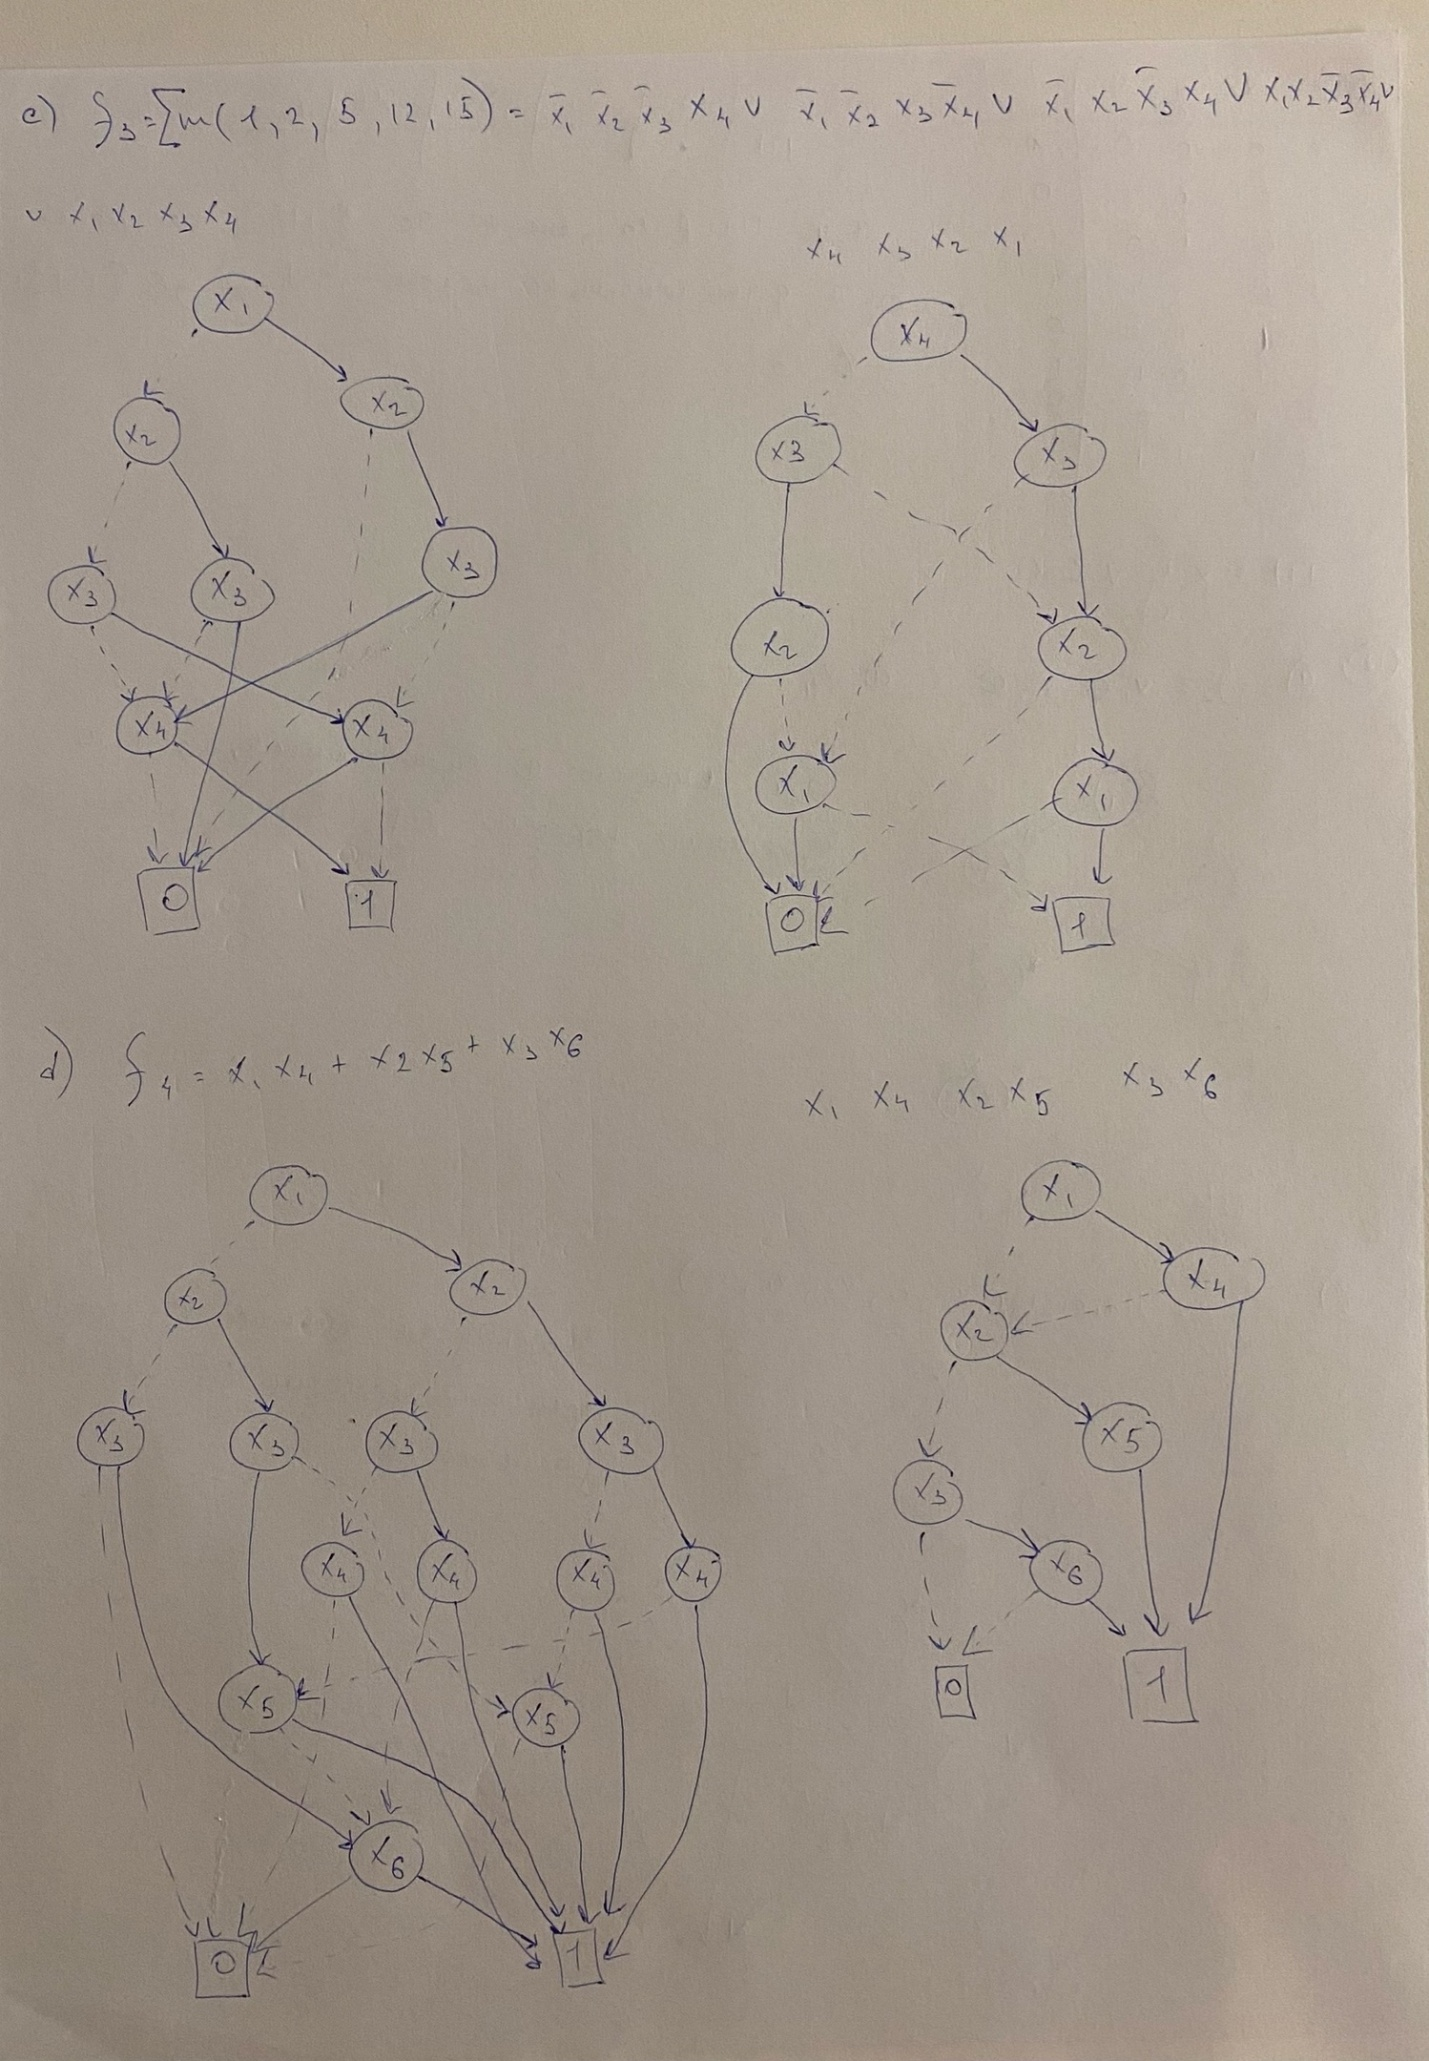 c) f₃ = Σm(1, 2, 5, 12, 15) = x̄₁ x̄₂ x̄₃ x₄ ∨ x̄₁ x̄₂ x₃ x̄₄ ∨ x̄₁ x₂ x̄₃ x₄ ∨ x₁ x₂ x̄₃ x̄₄ ∨
∨ x₁ x₂ x₃ x₄
x₄ x₃ x₂ x₁
x₁
x₂
x₂
x₃ x₃ x₃
x₄ x₄
0 1
x₄
x3 x₃
x₂ x₂
x₁ x₁
0 1
d) f₄ = x₁ x₄ + x₂ x₅ + x₃ x₆
x₁ x₄ x₂ x₅ x₃ x₆
x₁
x₂ x₂
x₃ x₃ x₃ x₃
x₄ x₄ x₄ x₄
x₅ x₅
x₆
0 1
x₁
x₄
x₂
x₅
x₃
x₆
0 1